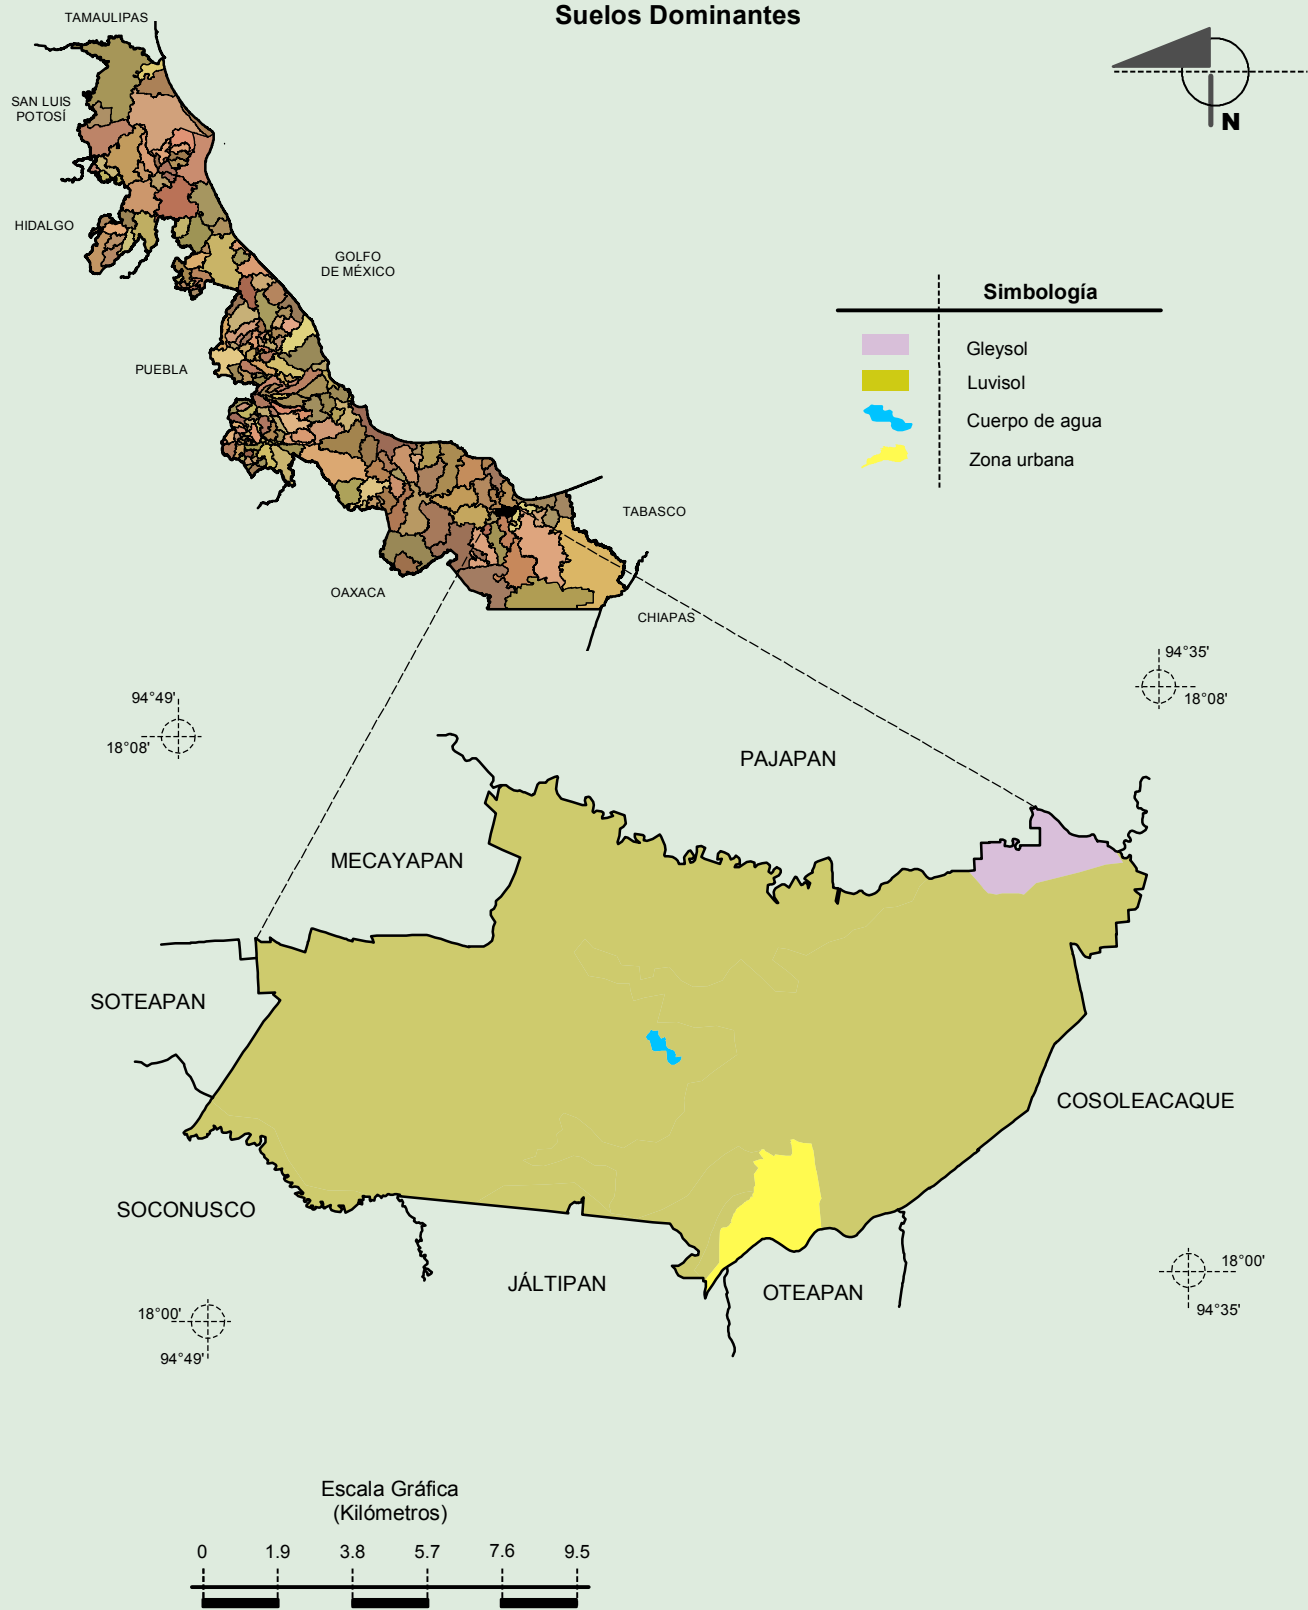 Suelos Dominantes
TAMAULIPAS
SAN LUIS
POTOSÍ
HIDALGO
GOLFO
DE MÉXICO
PUEBLA
OAXACA
TABASCO
CHIAPAS
N
Simbología
Gleysol
Luvisol
Cuerpo de agua
Zona urbana
94°49'
18°08'
94°35'
18°08'
PAJAPAN
MECAYAPAN
SOTEAPAN
COSOLEACAQUE
SOCONUSCO
JÁLTIPAN
OTEAPAN
18°00'
94°49'
18°00'
94°35'
Escala Gráfica
(Kilómetros)
0 1.9 3.8 5.7 7.6 9.5